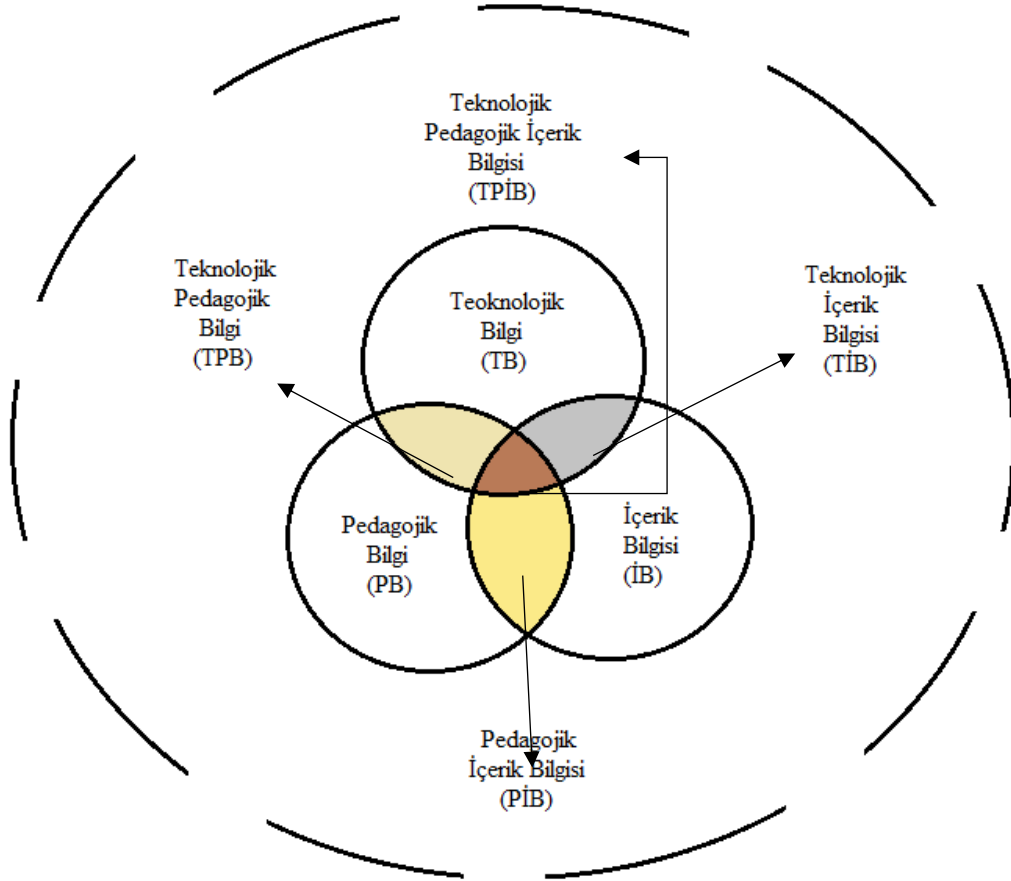 Teknolojik
Pedagojik İçerik
Bilgisi
(TPİB)
Teknolojik
Pedagojik
Bilgi
(TPB)
Teoknolojik
Bilgi
(TB)
Teknolojik
İçerik
Bilgisi
(TİB)
Pedagojik
Bilgi
(PB)
İçerik
Bilgisi
(İB)
Pedagojik
İçerik Bilgisi
(PİB)